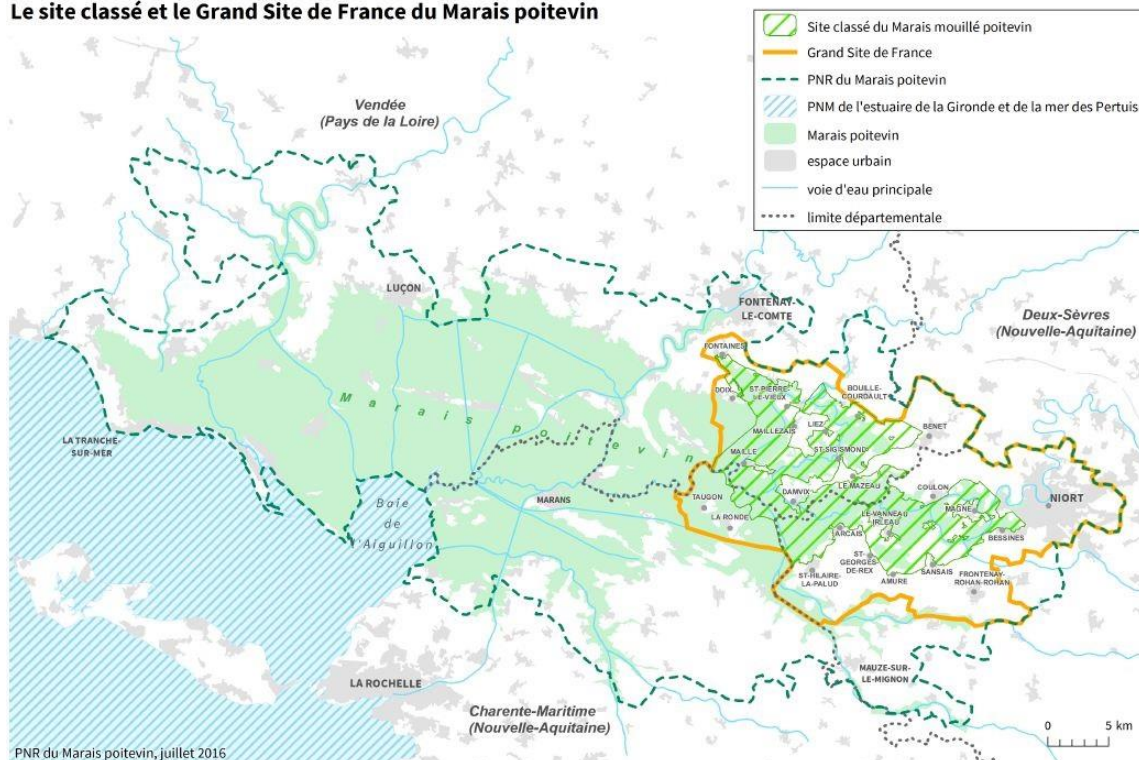 Le site classé et le Grand Site de France du Marais poitevin
Site classé du Marais mouillé poitevin
Grand Site de France
PNR du Marais poitevin
PNM de l'estuaire de la Gironde et de la mer des Pertuis
Marais poitevin
espace urbain
voie d'eau principale
limite départementale
Vendée
(Pays de la Loire)
LUÇON
FONTENAY-
LE-COMTE
Deux-Sèvres
(Nouvelle-Aquitaine)
FONTAINES
DOIX
ST-PIERRE-
LE-VIEUX
BOUILLE-
COURDAULT
MAILLEZAIS
LIEZ
BENET
Marais poitevin
ST-SIGISMOND
MAILLE
LA TRANCHE-
SUR-MER
LE MAZEAU
DAMVIX
COULON
MAGNE
NIORT
TAUGON
MARANS
LA RONDE
LE-VANNEAU
IRLEAU
BESSINES
Baie
de
l'Aiguillon
ARCAIS
ST-
GEORGES
DE-REX
SANSAIS
ST-HILAIRE-
LA-PALUD
AMURE
FRONTENAY-
ROHAN-ROHAN
MAUZE-SUR-
LE-MIGNON
LA ROCHELLE
Charente-Maritime
(Nouvelle-Aquitaine)
0 5 km
PNR du Marais poitevin, juillet 2016